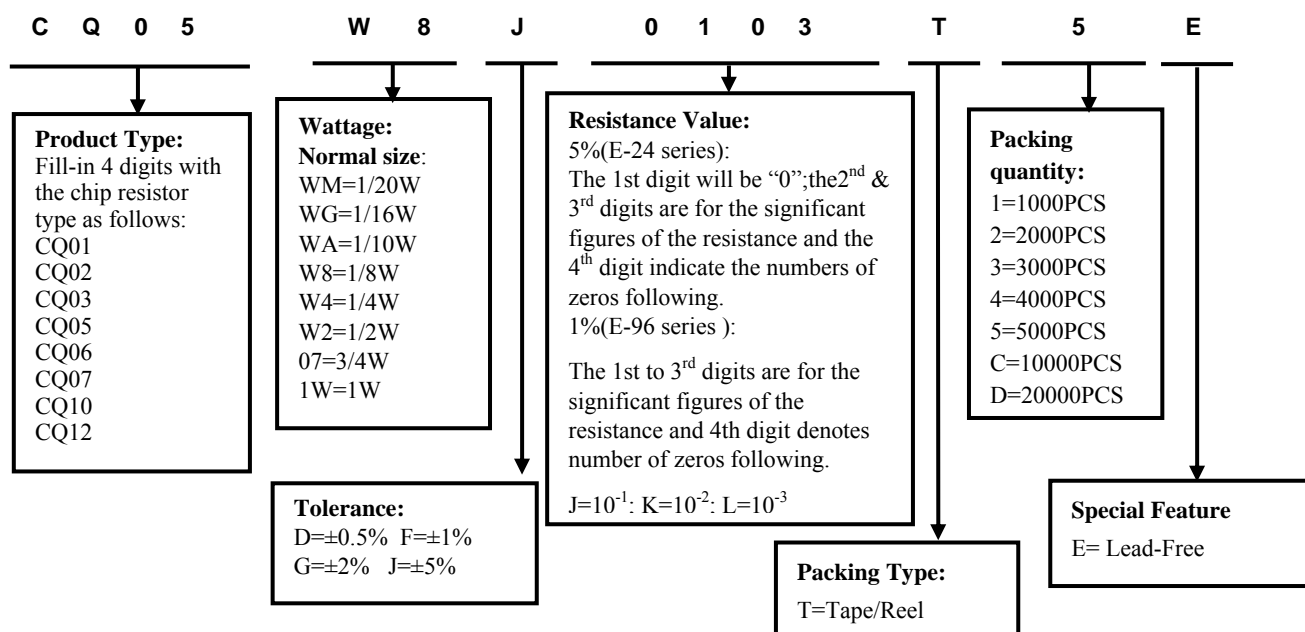 C Q 0 5 W 8 J 0 1 0 3 T 5 E
Product Type:
Fill-in 4 digits with
the chip resistor
type as follows:
CQ01
CQ02
CQ03
CQ05
CQ06
CQ07
CQ10
CQ12
Wattage:
Normal size:
WM=1/20W
WG=1/16W
WA=1/10W
W8=1/8W
W4=1/4W
W2=1/2W
07=3/4W
1W=1W
Tolerance:
D=±0.5% F=±1%
G=±2% J=±5%
Resistance Value:
5%(E-24 series):
The 1st digit will be “0”;the2nd &
3rd digits are for the significant
figures of the resistance and the
4th digit indicate the numbers of
zeros following.
1%(E-96 series ):
The 1st to 3rd digits are for the
significant figures of the
resistance and 4th digit denotes
number of zeros following.
J=10-1: K=10-2: L=10-3
Packing Type:
T=Tape/Reel
Packing
quantity:
1=1000PCS
2=2000PCS
3=3000PCS
4=4000PCS
5=5000PCS
C=10000PCS
D=20000PCS
Special Feature
E= Lead-Free